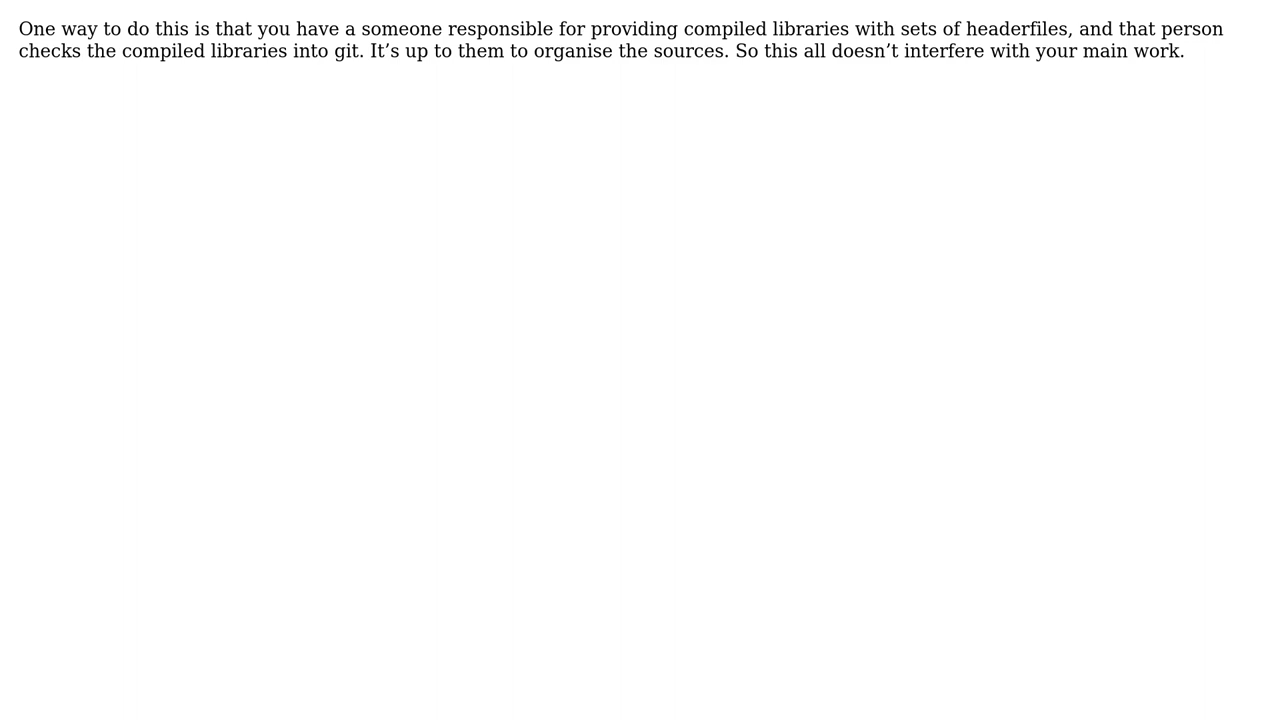 One way to do this is that you have a someone responsible for providing compiled libraries with sets of headerfiles, and that person
checks the compiled libraries into git. It’s up to them to organise the sources. So this all doesn’t interfere with your main work.